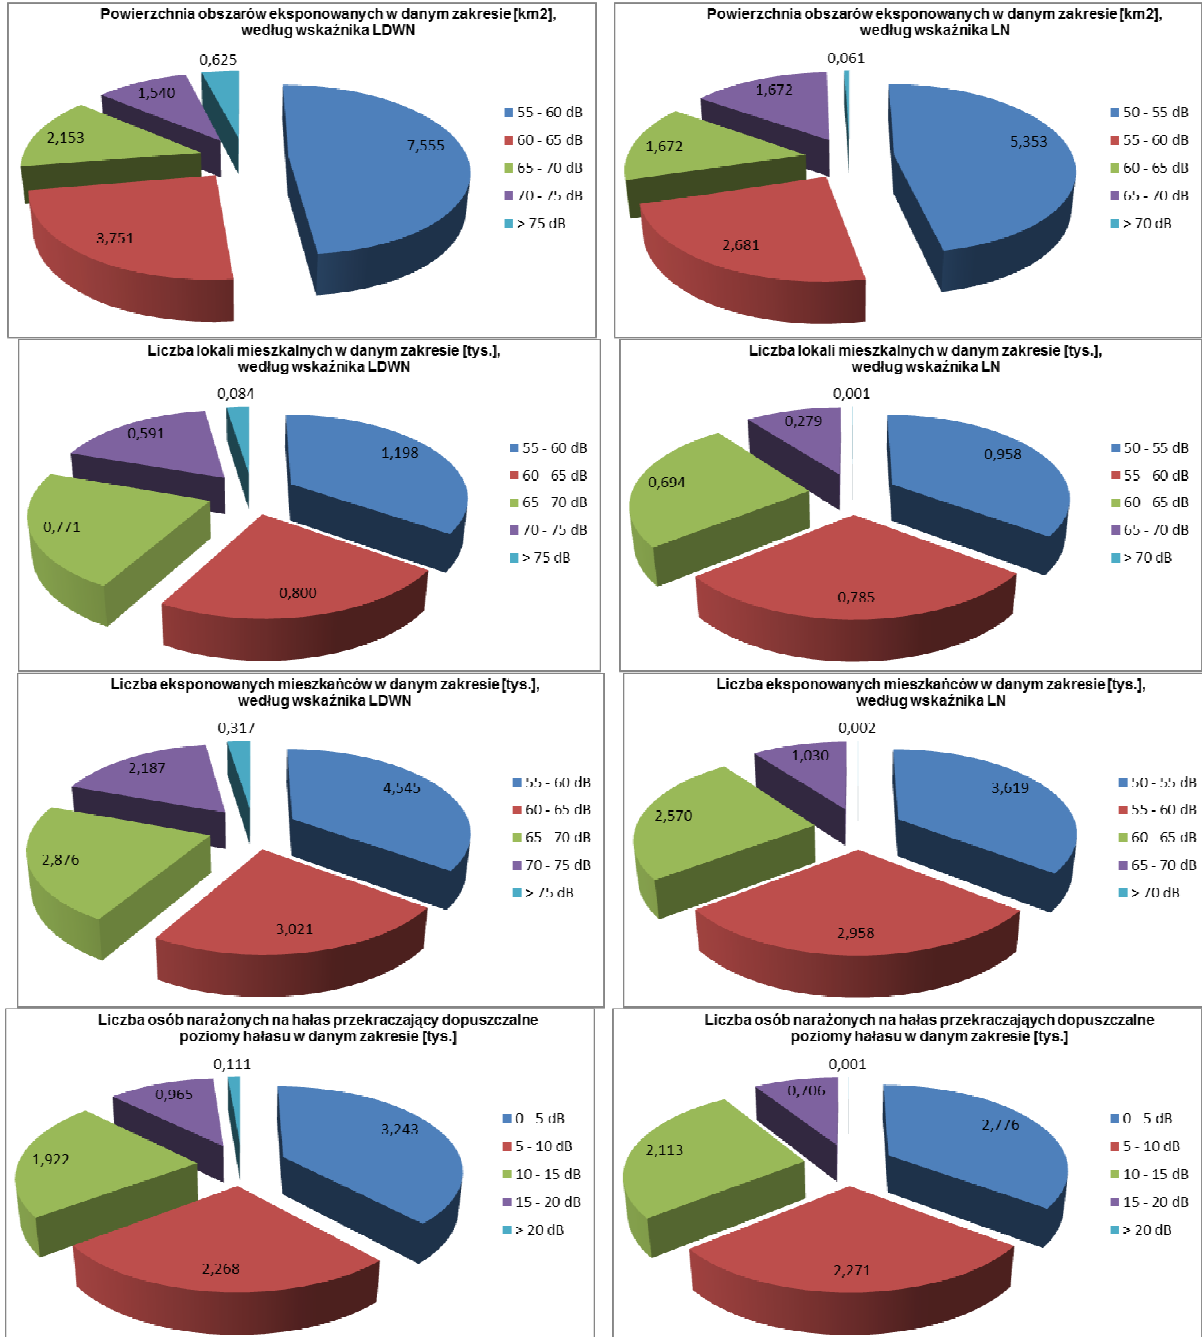 Powierzchnia obszarów eksponowanych w danym zakresie [km2],
według wskaźnika LDWN
0,625
1,540
2,153
7,555
3,751
55 - 60 dB
60 - 65 dB
65 - 70 dB
70 - 75 dB
> 75 dB
Powierzchnia obszarów eksponowanych w danym zakresie [km2],
według wskaźnika LN
0,061
1,672
1,672
5,353
2,681
50 - 55 dB
55 - 60 dB
60 - 65 dB
65 - 70 dB
> 70 dB
Liczba lokali mieszkalnych w danym zakresie [tys.],
według wskaźnika LDWN
0,084
0,591
1,198
0,771
0,800
55 - 60 dB
60 - 65 dB
65 - 70 dB
70 - 75 dB
> 75 dB
Liczba lokali mieszkalnych w danym zakresie [tys.],
według wskaźnika LN
0,001
0,279
0,958
0,694
0,785
50 - 55 dB
55 - 60 dB
60 - 65 dB
65 - 70 dB
> 70 dB
Liczba eksponowanych mieszkańców w danym zakresie [tys.],
według wskaźnika LDWN
0,317
2,187
4,545
2,876
3,021
55 - 60 dB
60 - 65 dB
65 - 70 dB
70 - 75 dB
> 75 dB
Liczba eksponowanych mieszkańców w danym zakresie [tys.],
według wskaźnika LN
0,002
1,030
3,619
2,570
2,958
50 - 55 dB
55 - 60 dB
60 - 65 dB
65 - 70 dB
> 70 dB
Liczba osób narażonych na hałas przekraczający dopuszczalne
poziomy hałasu w danym zakresie [tys.]
0,111
0,965
3,243
1,922
2,268
0 - 5 dB
5 - 10 dB
10 - 15 dB
15 - 20 dB
> 20 dB
Liczba osób narażonych na hałas przekraczająych dopuszczalne
poziomy hałasu w danym zakresie [tys.]
0,001
0,706
2,776
2,113
2,271
0 - 5 dB
5 - 10 dB
10 - 15 dB
15 - 20 dB
> 20 dB